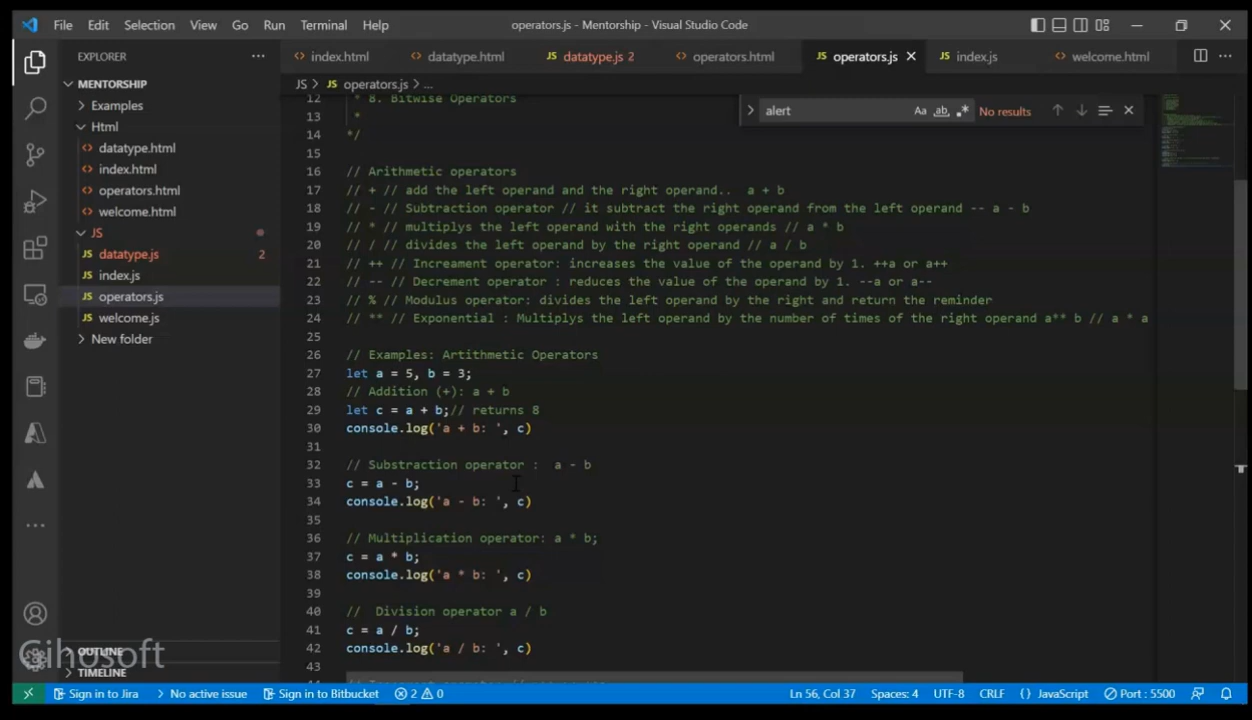 File Edit Selection View Go Run Terminal Help operators.js - Mentorship - Visual Studio Code
EXPLORER
index.html datatype.html datatype.js 2 operators.html operators.js index.js welcome.html
MENTORSHIP
Examples
Html
datatype.html
index.html
operators.html
welcome.html
JS
datatype.js 2
index.js
operators.js
welcome.js
New folder
OUTLINE
TIMELINE
Gihosoft
JS > operators.js > ...
alert Aa ab No results
12 * 8. Bitwise Operators
13 *
14 */
15
16 // Arithmetic operators
17 // + // add the left operand and the right operand.. a + b
18 // - // Subtraction operator // it subtract the right operand from the left operand -- a - b
19 // * // multiplys the left operand with the right operands // a * b
20 // / // divides the left operand by the right operand // a / b
21 // ++ // Increament operator: increases the value of the operand by 1. ++a or a++
22 // -- // Decrement operator : reduces the value of the operand by 1. --a or a--
23 // % // Modulus operator: divides the left operand by the right and return the reminder
24 // ** // Exponential : Multiplys the left operand by the number of times of the right operand a** b // a * a
25
26 // Examples: Artithmetic Operators
27 let a = 5, b = 3;
28 // Addition (+): a + b
29 let c = a + b;// returns 8
30 console.log('a + b: ', c)
31
32 // Substraction operator : a - b
33 c = a - b;
34 console.log('a - b: ', c)
35
36 // Multiplication operator: a * b;
37 c = a * b;
38 console.log('a * b: ', c)
39
40 // Division operator a / b
41 c = a / b;
42 console.log('a / b: ', c)
43
Sign in to Jira No active issue Sign in to Bitbucket 2 0 Ln 56, Col 37 Spaces: 4 UTF-8 CRLF {} JavaScript Port : 5500